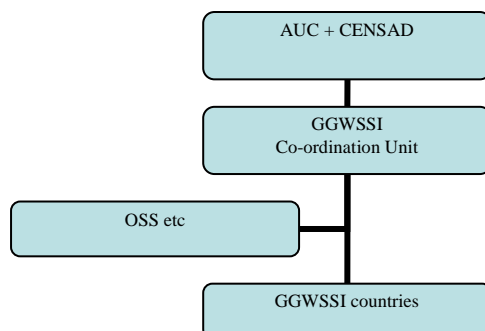 AUC + CENSAD
GGWSSI
Co-ordination Unit
OSS etc
GGWSSI countries